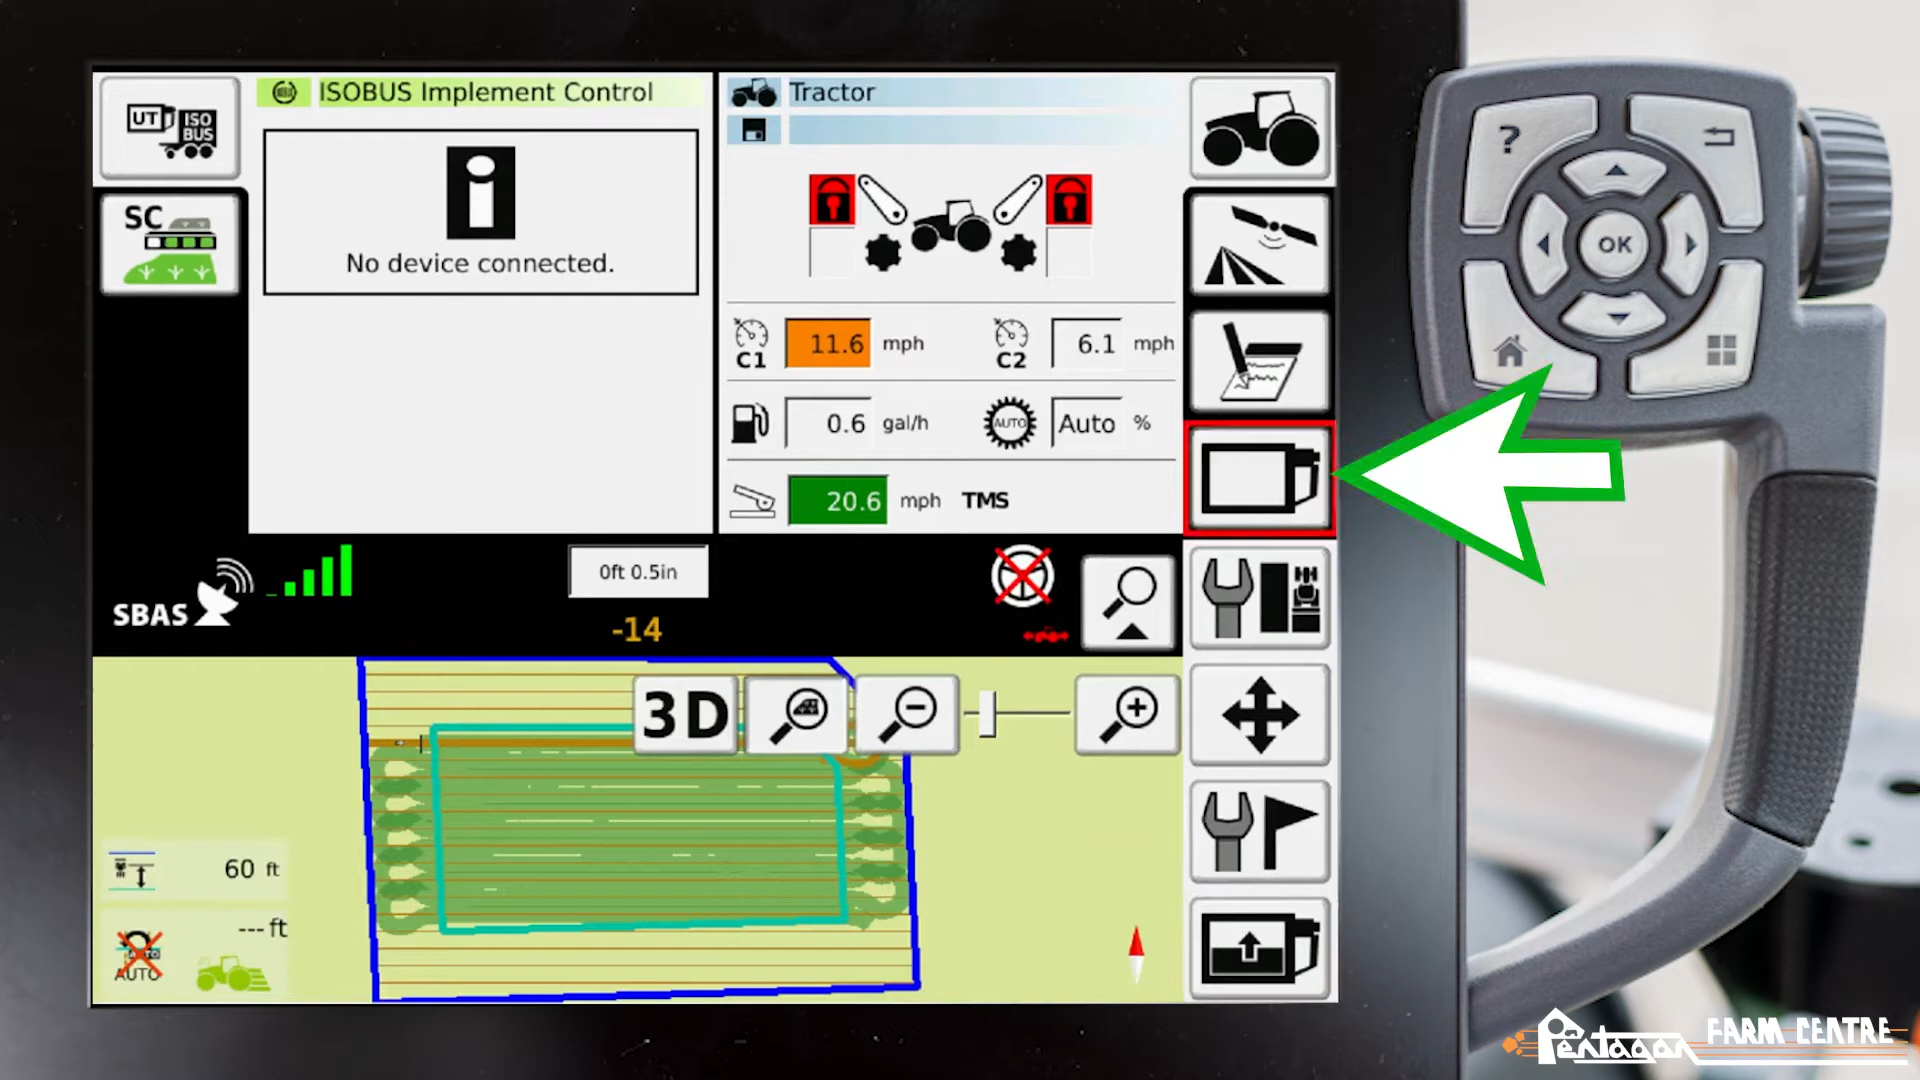 UT ISO BUS
SC
ISOBUS Implement Control
No device connected.
Tractor
C1 11.6 mph
C2 6.1 mph
0.6 gal/h
AUTO Auto %
20.6 mph TMS
?
OK
SBAS
0ft 0.5in
-14
3D
60 ft
--- ft
AUTO
Pentagon FARM CENTRE